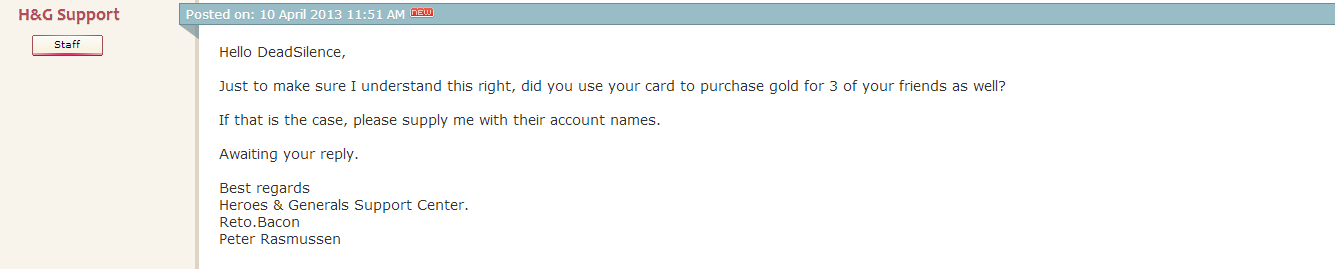 H&G Support
Staff
Posted on: 10 April 2013 11:51 AM NEW
Hello DeadSilence,
Just to make sure I understand this right, did you use your card to purchase gold for 3 of your friends as well?
If that is the case, please supply me with their account names.
Awaiting your reply.
Best regards
Heroes & Generals Support Center.
Reto.Bacon
Peter Rasmussen